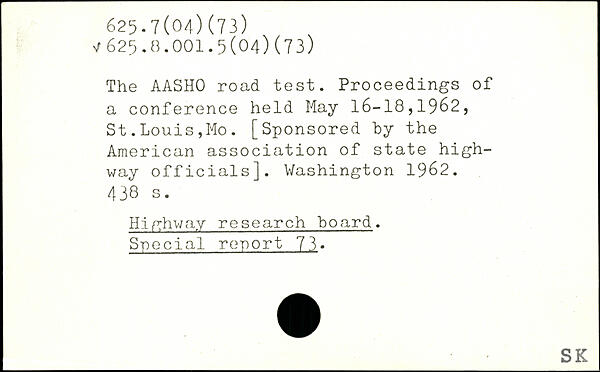 625.7(04)(73)
√625.8.001.5(04)(73)
The AASHO road test. Proceedings of
a conference held May 16-18,1962,
St.Louis,Mo. [Sponsored by the
American association of state high-
way officials]. Washington 1962.
438 s.
Highway research board.
Special report 73.
SK